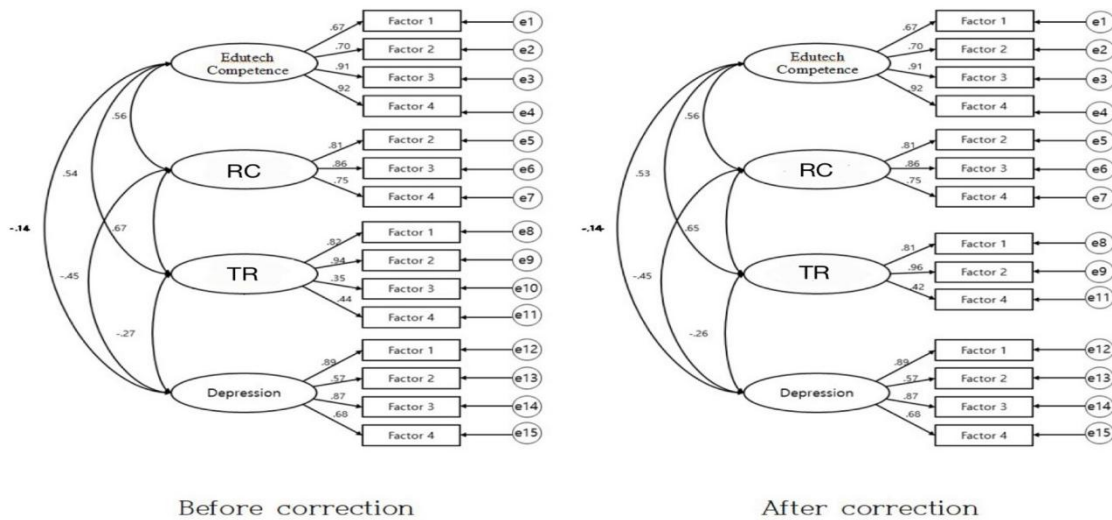 Edutech
Competence
.67
Factor 1
e1
.70
Factor 2
e2
.91
Factor 3
e3
.92
Factor 4
e4
.56
RC
.81
Factor 2
e5
.86
Factor 3
e6
.75
Factor 4
e7
.54
-.14
.67
TR
.82
Factor 1
e8
.94
Factor 2
e9
.35
Factor 3
e10
.44
Factor 4
e11
-.45
-.27
Depression
.89
Factor 1
e12
.57
Factor 2
e13
.87
Factor 3
e14
.68
Factor 4
e15
Before correction
Edutech
Competence
.67
Factor 1
e1
.70
Factor 2
e2
.91
Factor 3
e3
.92
Factor 4
e4
.56
RC
.81
Factor 2
e5
.86
Factor 3
e6
.75
Factor 4
e7
.53
-.14
.65
TR
.81
Factor 1
e8
.96
Factor 2
e9
.42
Factor 4
e11
-.45
-.26
Depression
.89
Factor 1
e12
.57
Factor 2
e13
.87
Factor 3
e14
.68
Factor 4
e15
After correction